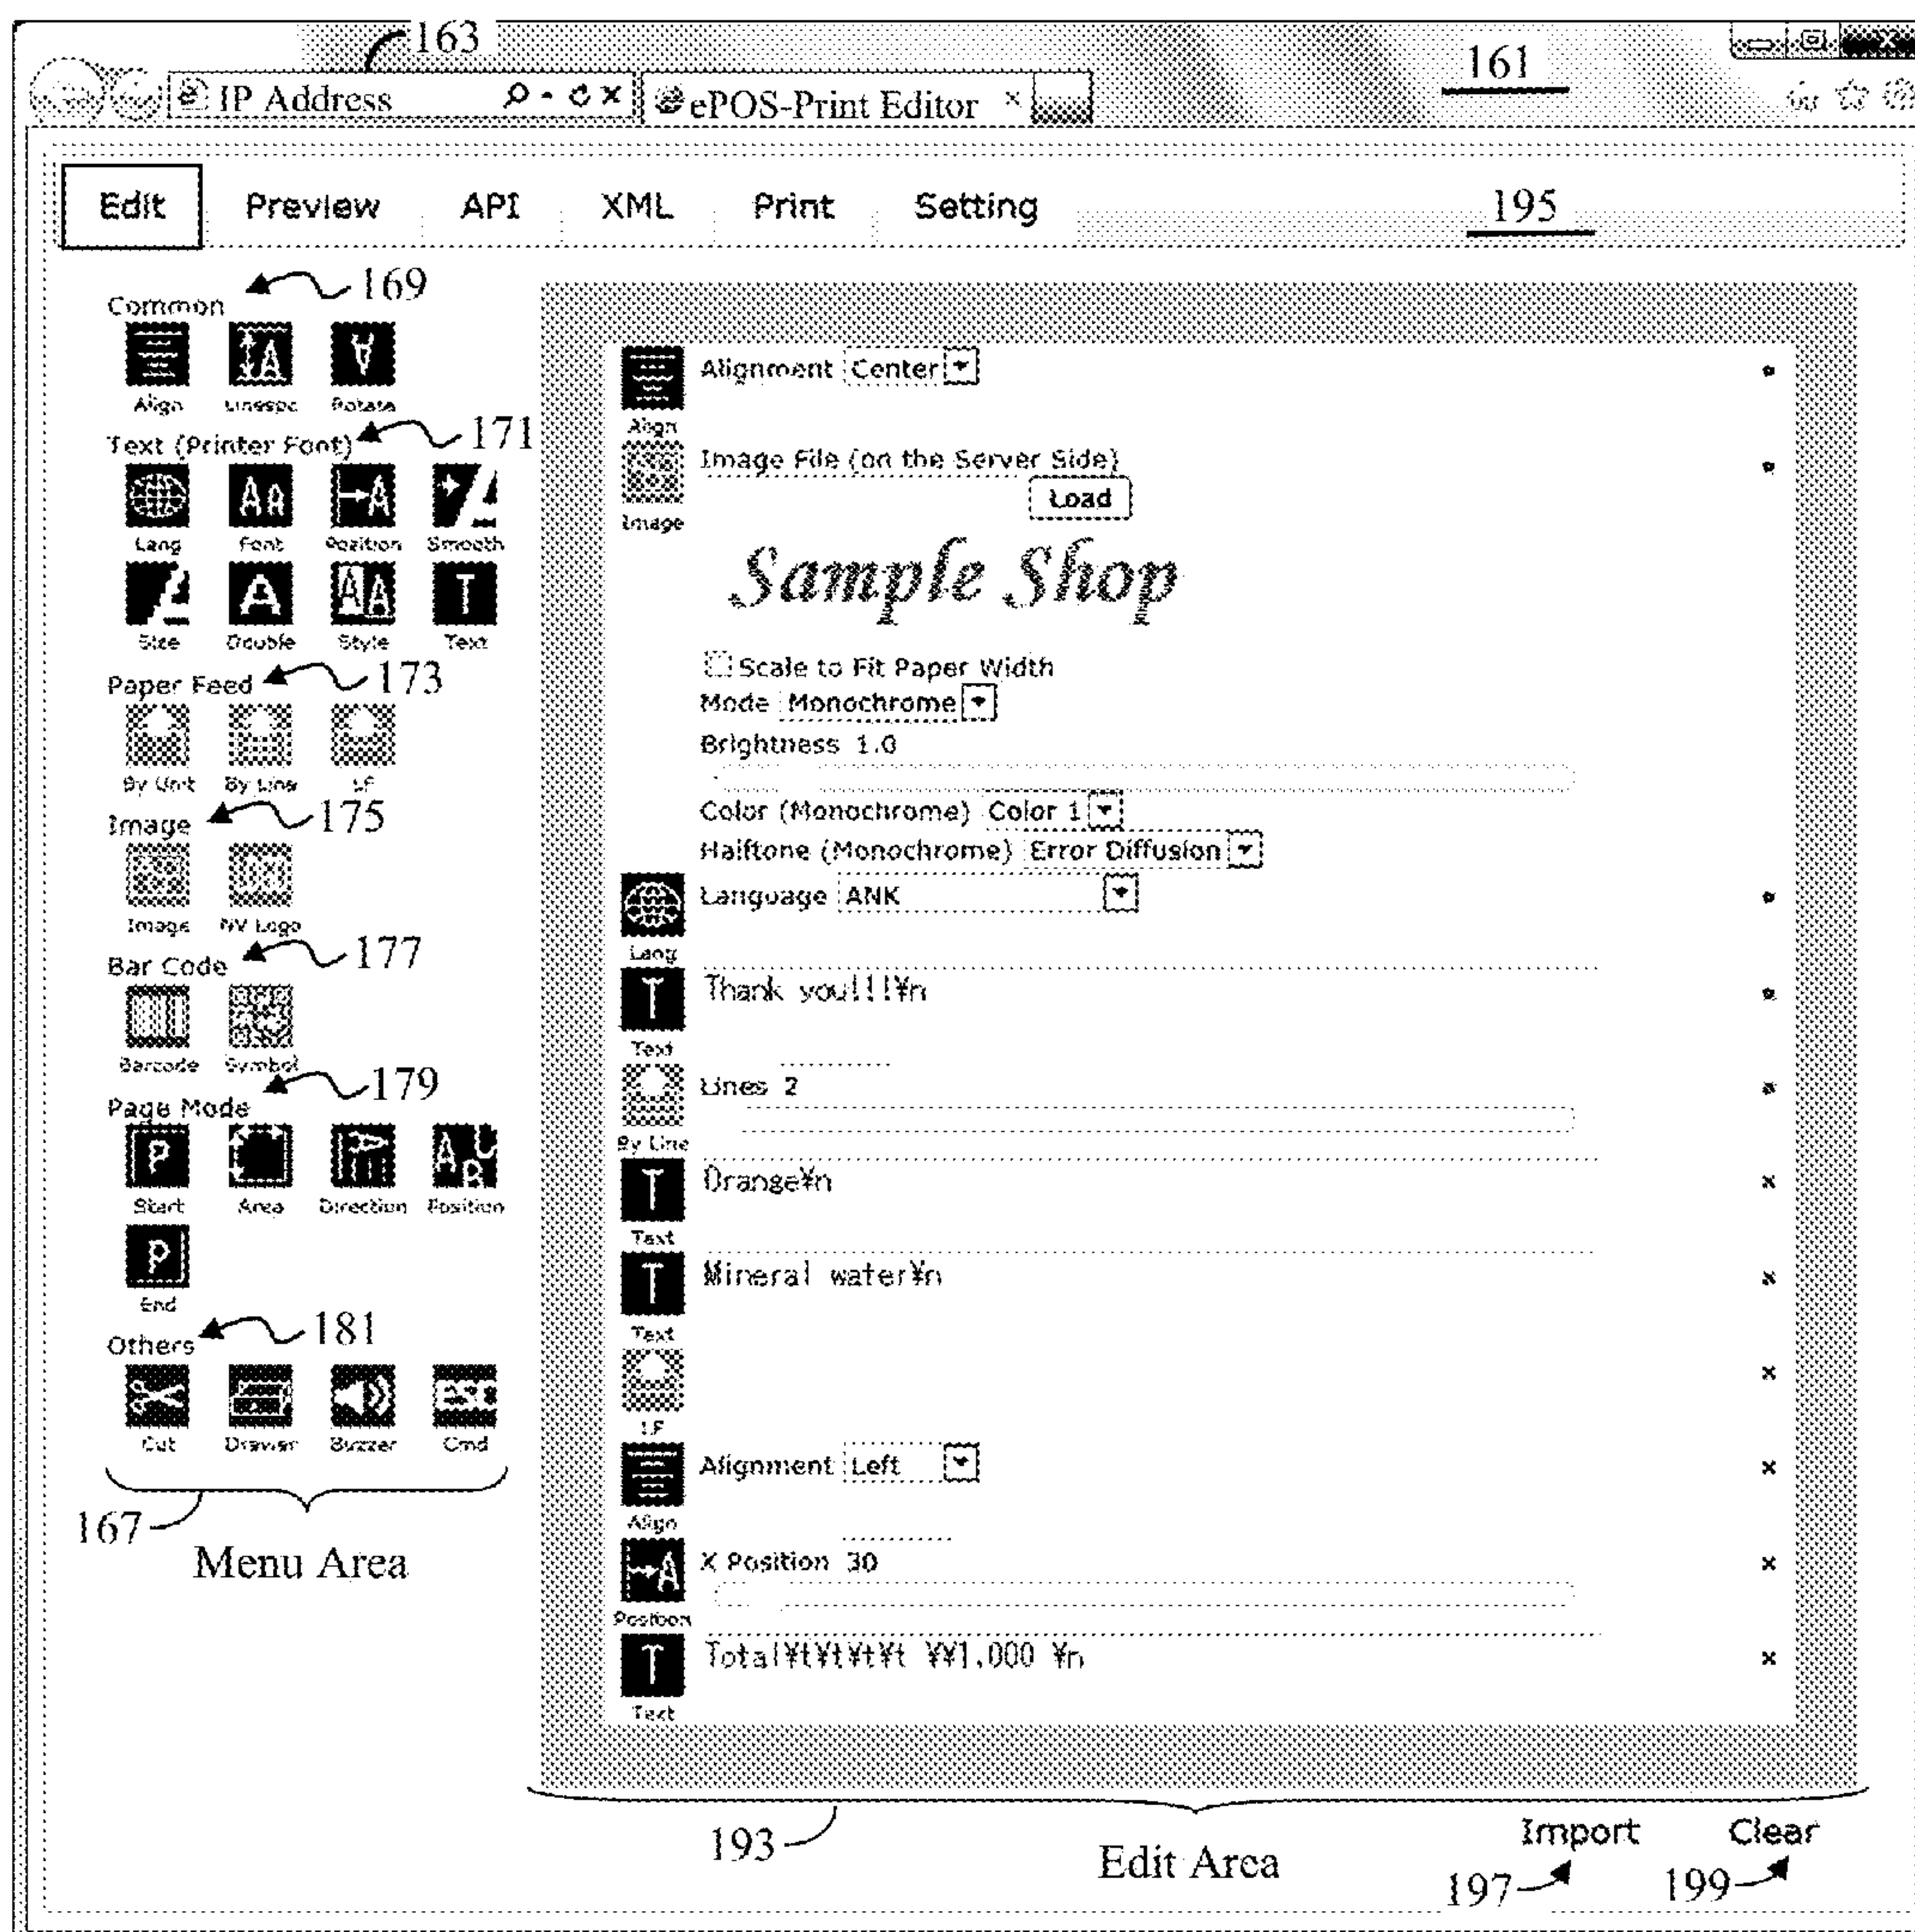 163
161
IP Address ePOS-Print Editor ×
Edit Preview API XML Print Setting 195
Common 169
Align Linespc Rotate
Text (Printer Font) 171
Lang Font Position Smooth
Size Double Style Text
Paper Feed 173
By Unit By Line LF
Image 175
Image NV Logo
Bar Code 177
Barcode Symbol
179
Page Mode
Start Area Direction Position
End
Others 181
Cut Drawer Buzzer Cmd
167
Menu Area
Alignment Center
Align
Image File (on the Server Side)
Load
Image
Sample Shop
Scale to Fit Paper Width
Mode Monochrome
Brightness 1.0
Color (Monochrome) Color 1
Halftone (Monochrome) Error Diffusion
Language ANK
Lang
Thank you!!!¥n
Text
Lines 2
By Line
Orange¥n
Text
Mineral water¥n
Text
LF
Alignment Left
Align
X Position 30
Position
Total¥t¥t¥t¥t ¥¥1,000 ¥n
Text
193
Edit Area
Import Clear
197 199